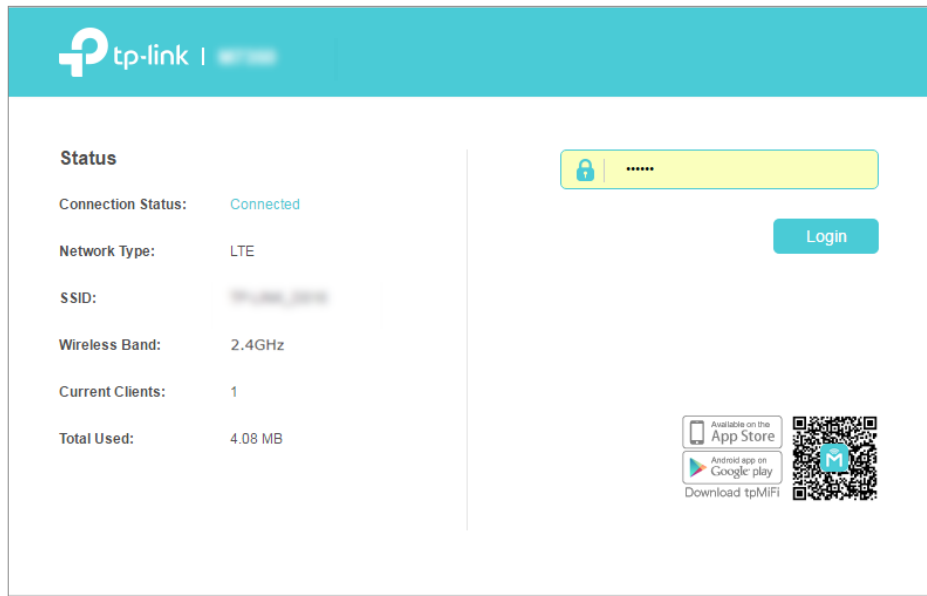 tp-link |
Status
Connection Status: Connected
Network Type: LTE
SSID:
Wireless Band: 2.4GHz
Current Clients: 1
Total Used: 4.08 MB
••••••
Login
Available on the
App Store
Android app on
Google play
Download tpMiFi
M